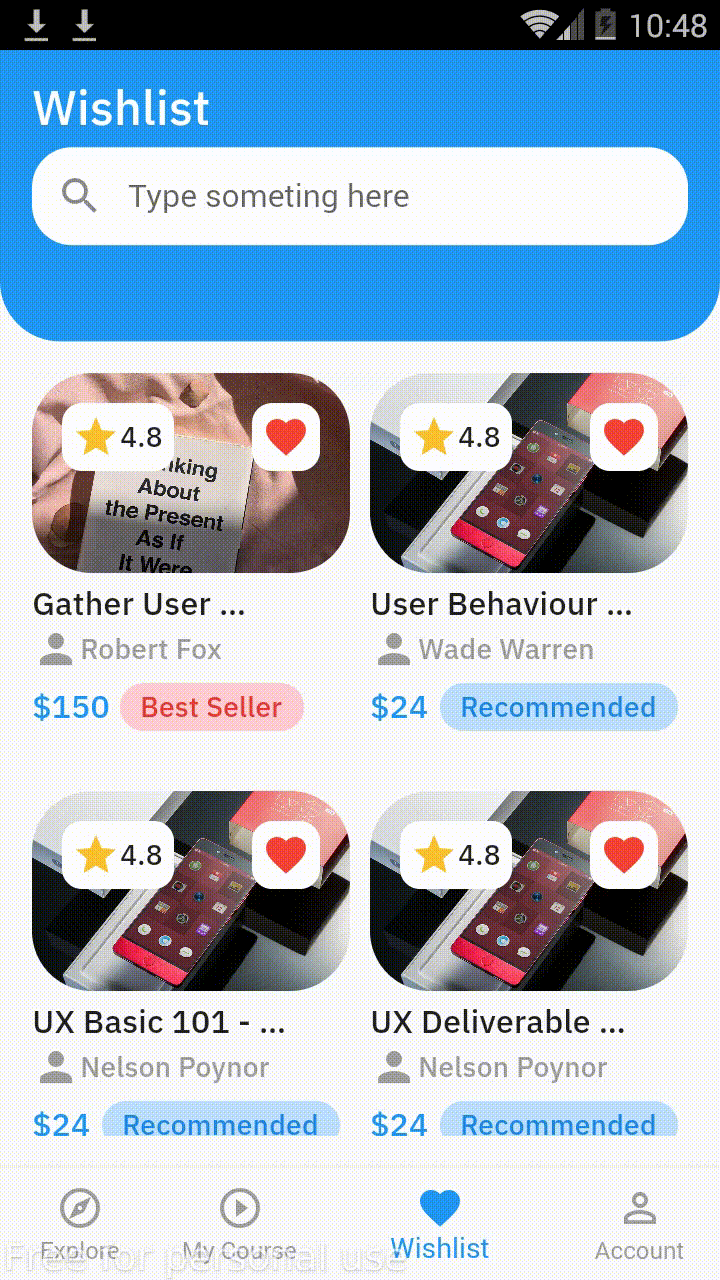 10:48
Wishlist
Type someting here
4.8
nking
About
the Present
As If
It Were
4.8
Gather User ...
User Behaviour ...
Robert Fox
Wade Warren
$150 Best Seller
$24 Recommended
4.8
4.8
UX Basic 101 - ...
UX Deliverable ...
Nelson Poynor
Nelson Poynor
$24 Recommended
$24 Recommended
Explore
My Course
Wishlist
Account
Free for personal use